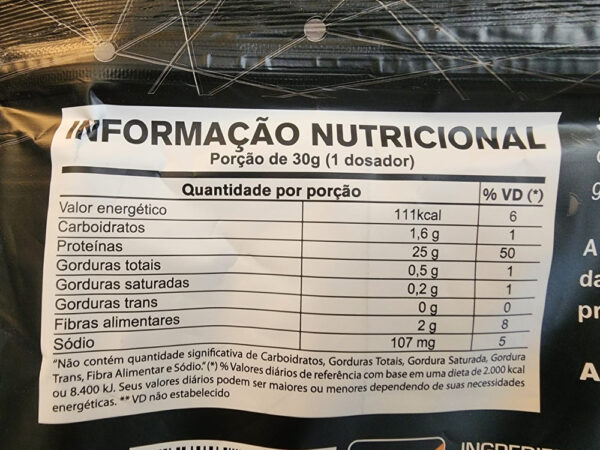 INFORMAÇÃO NUTRICIONAL
Porção de 30g (1 dosador)
Quantidade por porção % VD (*)
Valor energético 111kcal 6
Carboidratos 1,6 g 1
Proteínas 25 g 50
Gorduras totais 0,5 g 1
Gorduras saturadas 0,2 g 1
Gorduras trans 0 g 0
Fibras alimentares 2 g 8
Sódio 107 mg 5
"Não contém quantidade significativa de Carboidratos, Gorduras Totais, Gordura Saturada, Gordura
Trans, Fibra Alimentar e Sódio." (*) % Valores diários de referência com base em uma dieta de 2.000 kcal
ou 8.400 kJ. Seus valores diários podem ser maiores ou menores dependendo de suas necessidades
energéticas. ** VD não estabelecido